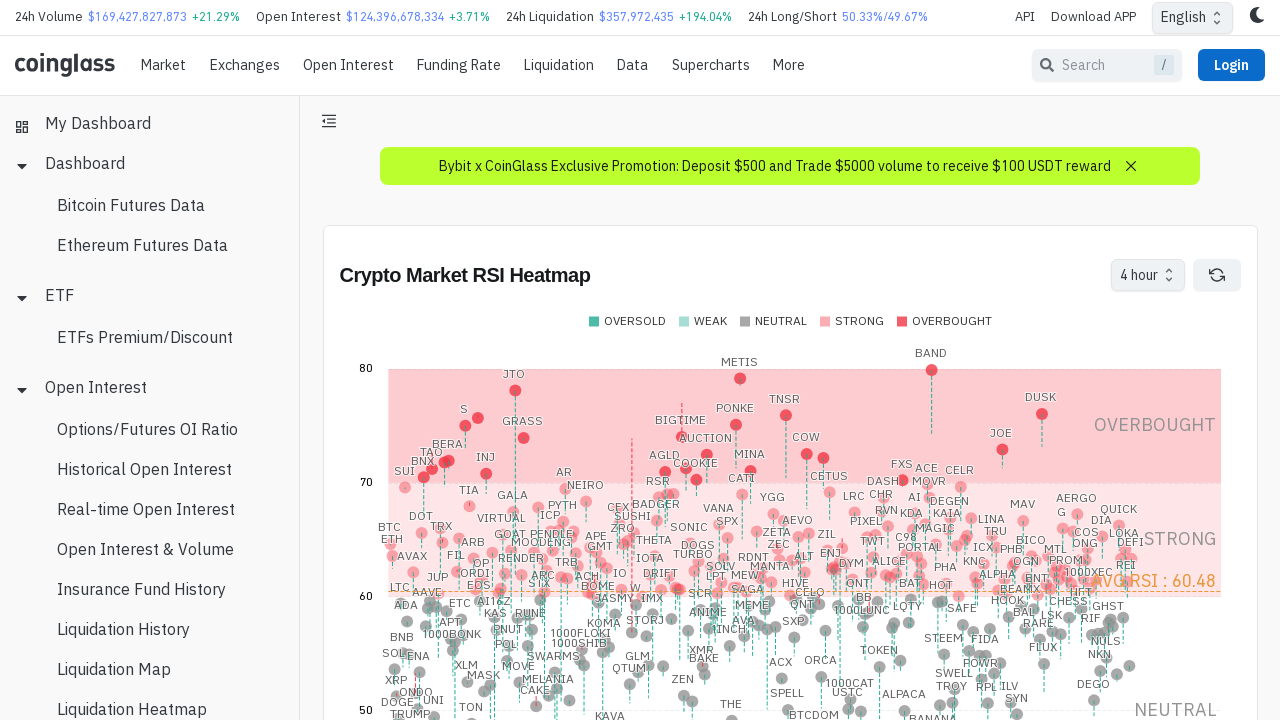 24h Volume $169,427,827,873 +21.29% Open Interest $124,396,678,334 +3.71% 24h Liquidation $357,972,435 +194.04% 24h Long/Short 50.33%/49.67% API Download APP English
coinglass Market Exchanges Open Interest Funding Rate Liquidation Data Supercharts More Search / Login
My Dashboard
Dashboard
Bitcoin Futures Data
Ethereum Futures Data
ETF
ETFs Premium/Discount
Open Interest
Options/Futures OI Ratio
Historical Open Interest
Real-time Open Interest
Open Interest & Volume
Insurance Fund History
Liquidation History
Liquidation Map
Liquidation Heatmap
Bybit x CoinGlass Exclusive Promotion: Deposit $500 and Trade $5000 volume to receive $100 USDT reward
Crypto Market RSI Heatmap 4 hour
OVERSOLD WEAK NEUTRAL STRONG OVERBOUGHT
BAND
METIS
80
JTO
DUSK
TNSR
PONKE
S
GRASS
BIGTIME
OVERBOUGHT
JOE
COW
AUCTION
BERA
TAO
MINA
AGLD
INJ
BNX
COOKIE
FXS
ACE
CELR
SUI
AR
CATI
CETUS
70
RSR
DASH
MOVR
NEIRO
TIA
GALA
YGG
LRC
CHR
AI
AERGO
PYTH
CEX
BADGER
VANA
DEGEN
MAV
QUICK
DOT
VIRTUAL
ICP
SUSHI
SPX
AEVO
PIXEL
RVN
KDA
KAIA
LINA
G
DIA
BTC
TRX
ZRO
SONIC
MAGIC
ETH
ARB
GOAT
PENDLE
APE
THETA
ZETA
ZIL
TWT
C98
TRU
COS
LOKA
STRONG
MOODENG
GMT
DOGS
ZEC
PORTAL
ICX
PHB
BICO
MTL
DNG
DEFI
AVAX
FIL
OP
RENDER
TRB
IOTA
TURBO
RDNT
ALT
ENJ
DYM
ALICE
KNC
OGN
PROM
REI
JUP
ORDI
ARC
ACH
IO
DRIFT
SOLV
LPT
MEW
MANTA
PHA
ALPHA
1000XEC
AVG RSI : 60.48
LTC
AAVE
EOS
STX
BOME
W
SCR
SAGA
HIVE
CELO
QNT
BAT
HOT
BEAMX
HFT
60
ADA
ETC
AI16Z
JASMY
IMX
MEME
BB
LQTY
SAFE
HOOK
CHESS
GHST
KAS
RUNE
ANIME
1000LUNC
BAL
LSK
RIF
APT
PNUT
KOMA
STORJ
AVA
SXP
RARE
BNB
1000BONK
1000FLOKI
1INCH
STEEM
FIDA
NULS
SOL
ENA
POL
1000SHIB
XMR
TOKEN
FLUX
NKN
XLM
MOVE
SWARMS
GLM
BAKE
ACX
ORCA
POWR
XRP
MASK
MELANIA
QTUM
ZEN
1000CAT
SWELL
DEGO
ONDO
CAKE
SPELL
USTC
ALPACA
TROY
RPL
ILV
DOGE
UNI
TON
THE
SYN
50
TRUMP
KAVA
BTCDOM
BANANA
NEUTRAL